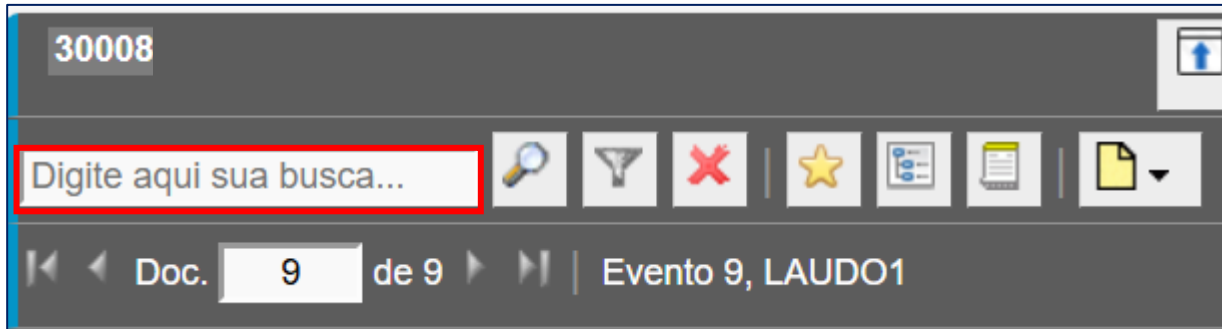 30008
Digite aqui sua busca...
Doc. 9 de 9 | Evento 9, LAUDO1